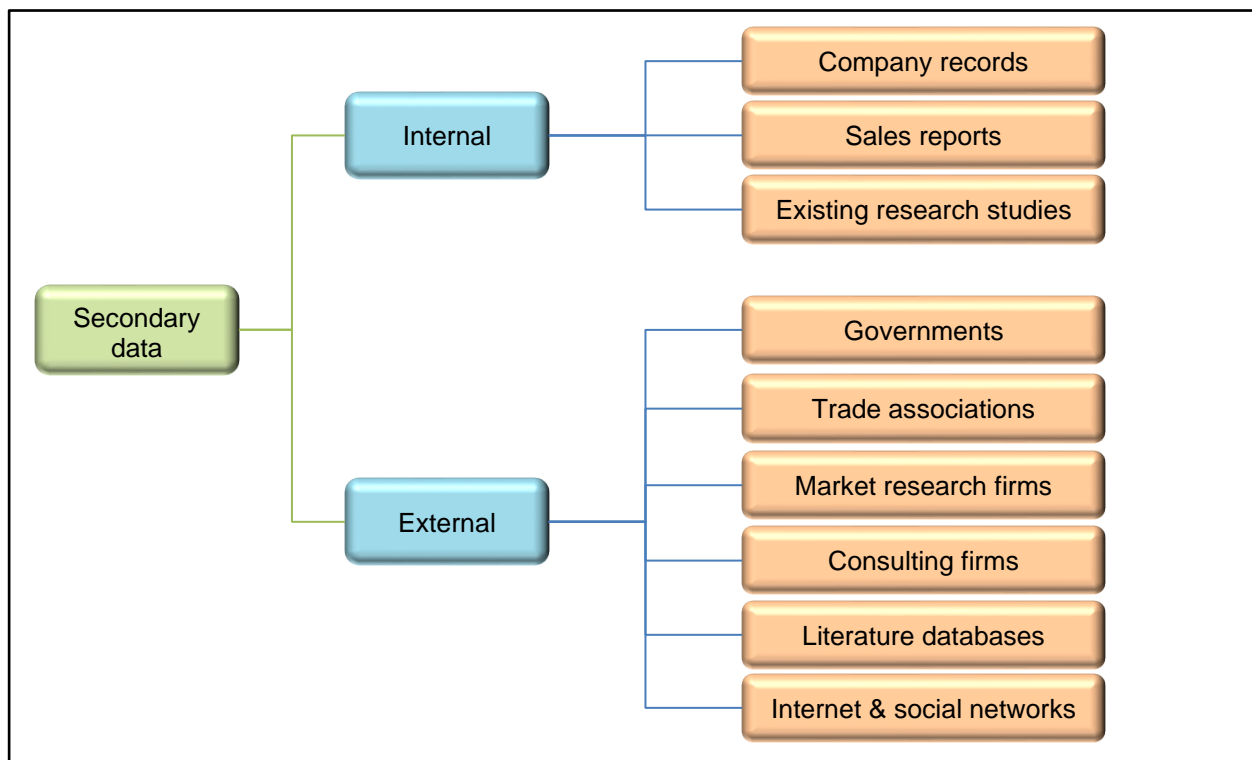 Secondary
data
Internal
Company records
Sales reports
Existing research studies
External
Governments
Trade associations
Market research firms
Consulting firms
Literature databases
Internet & social networks